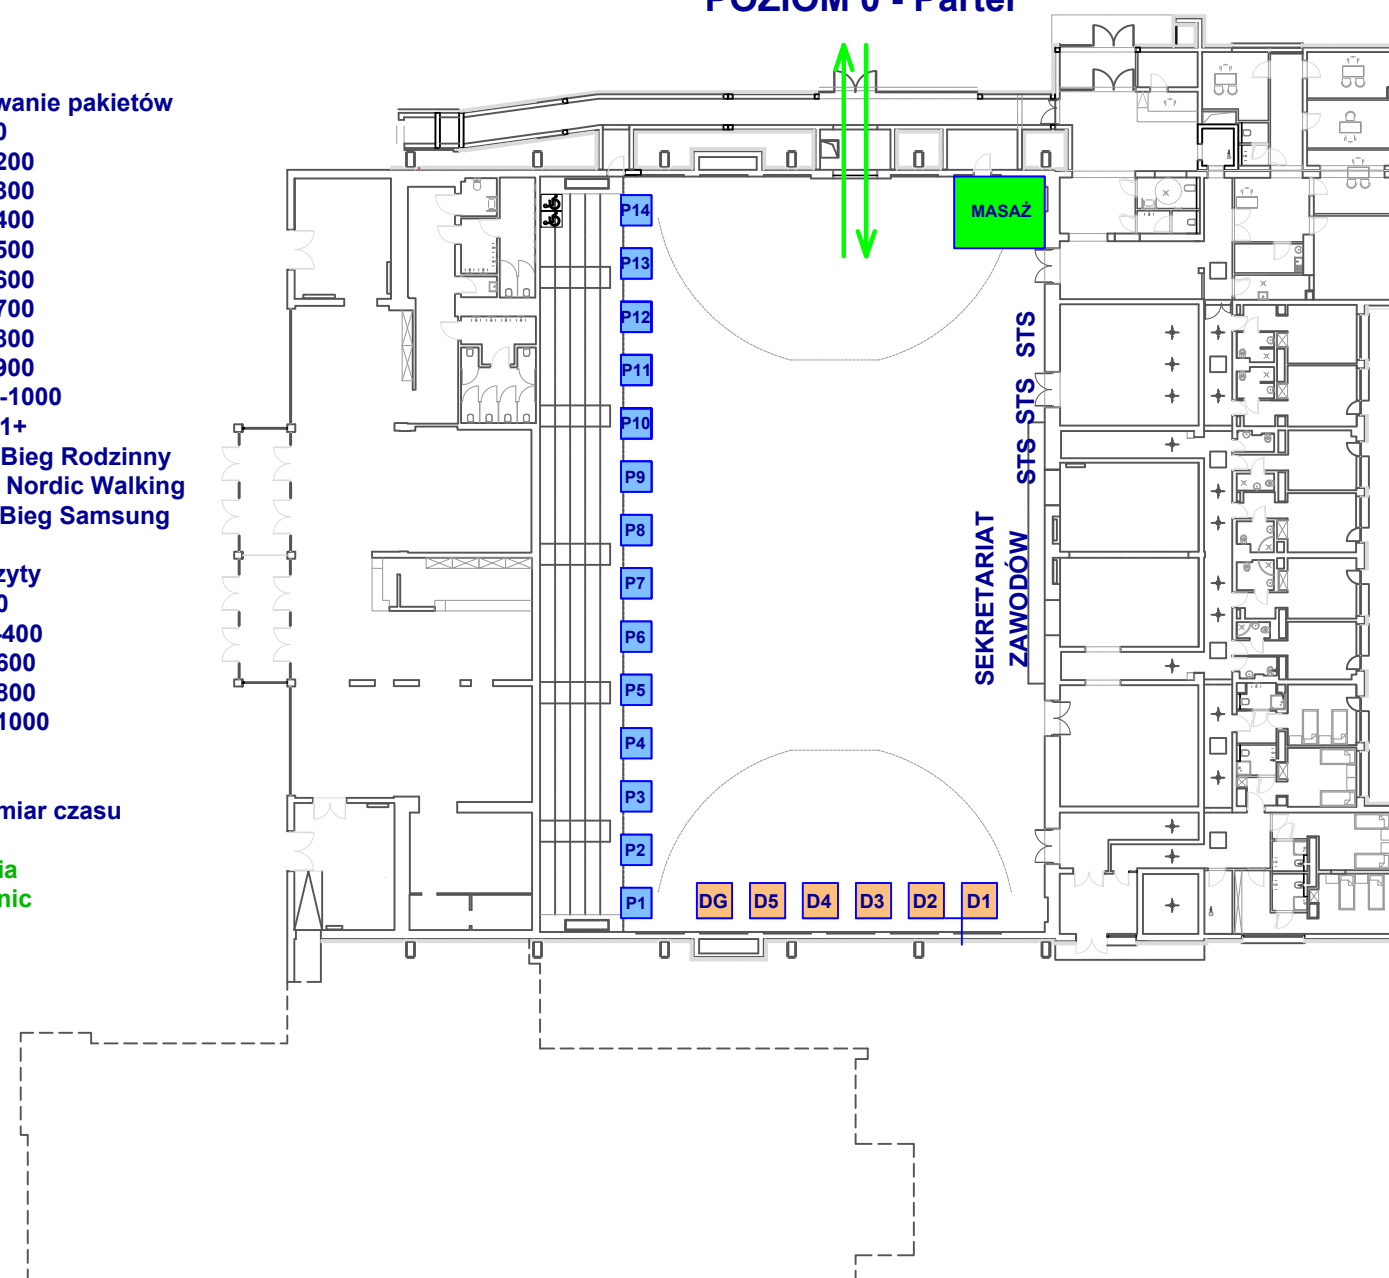 POZIOM 0 - Parter
wanie pakietów
0
200
300
400
500
600
700
800
900
-1000
1+
Bieg Rodzinny
Nordic Walking
Bieg Samsung
zyty
0
-400
600
800
1000
miar czasu
ia
nic
P14
P13
P12
P11
P10
P9
P8
P7
P6
P5
P4
P3
P2
P1
DG
D5
D4
D3
D2
D1
MASAŻ
STS
STS
STS
SEKRETARIAT
ZAWODÓW